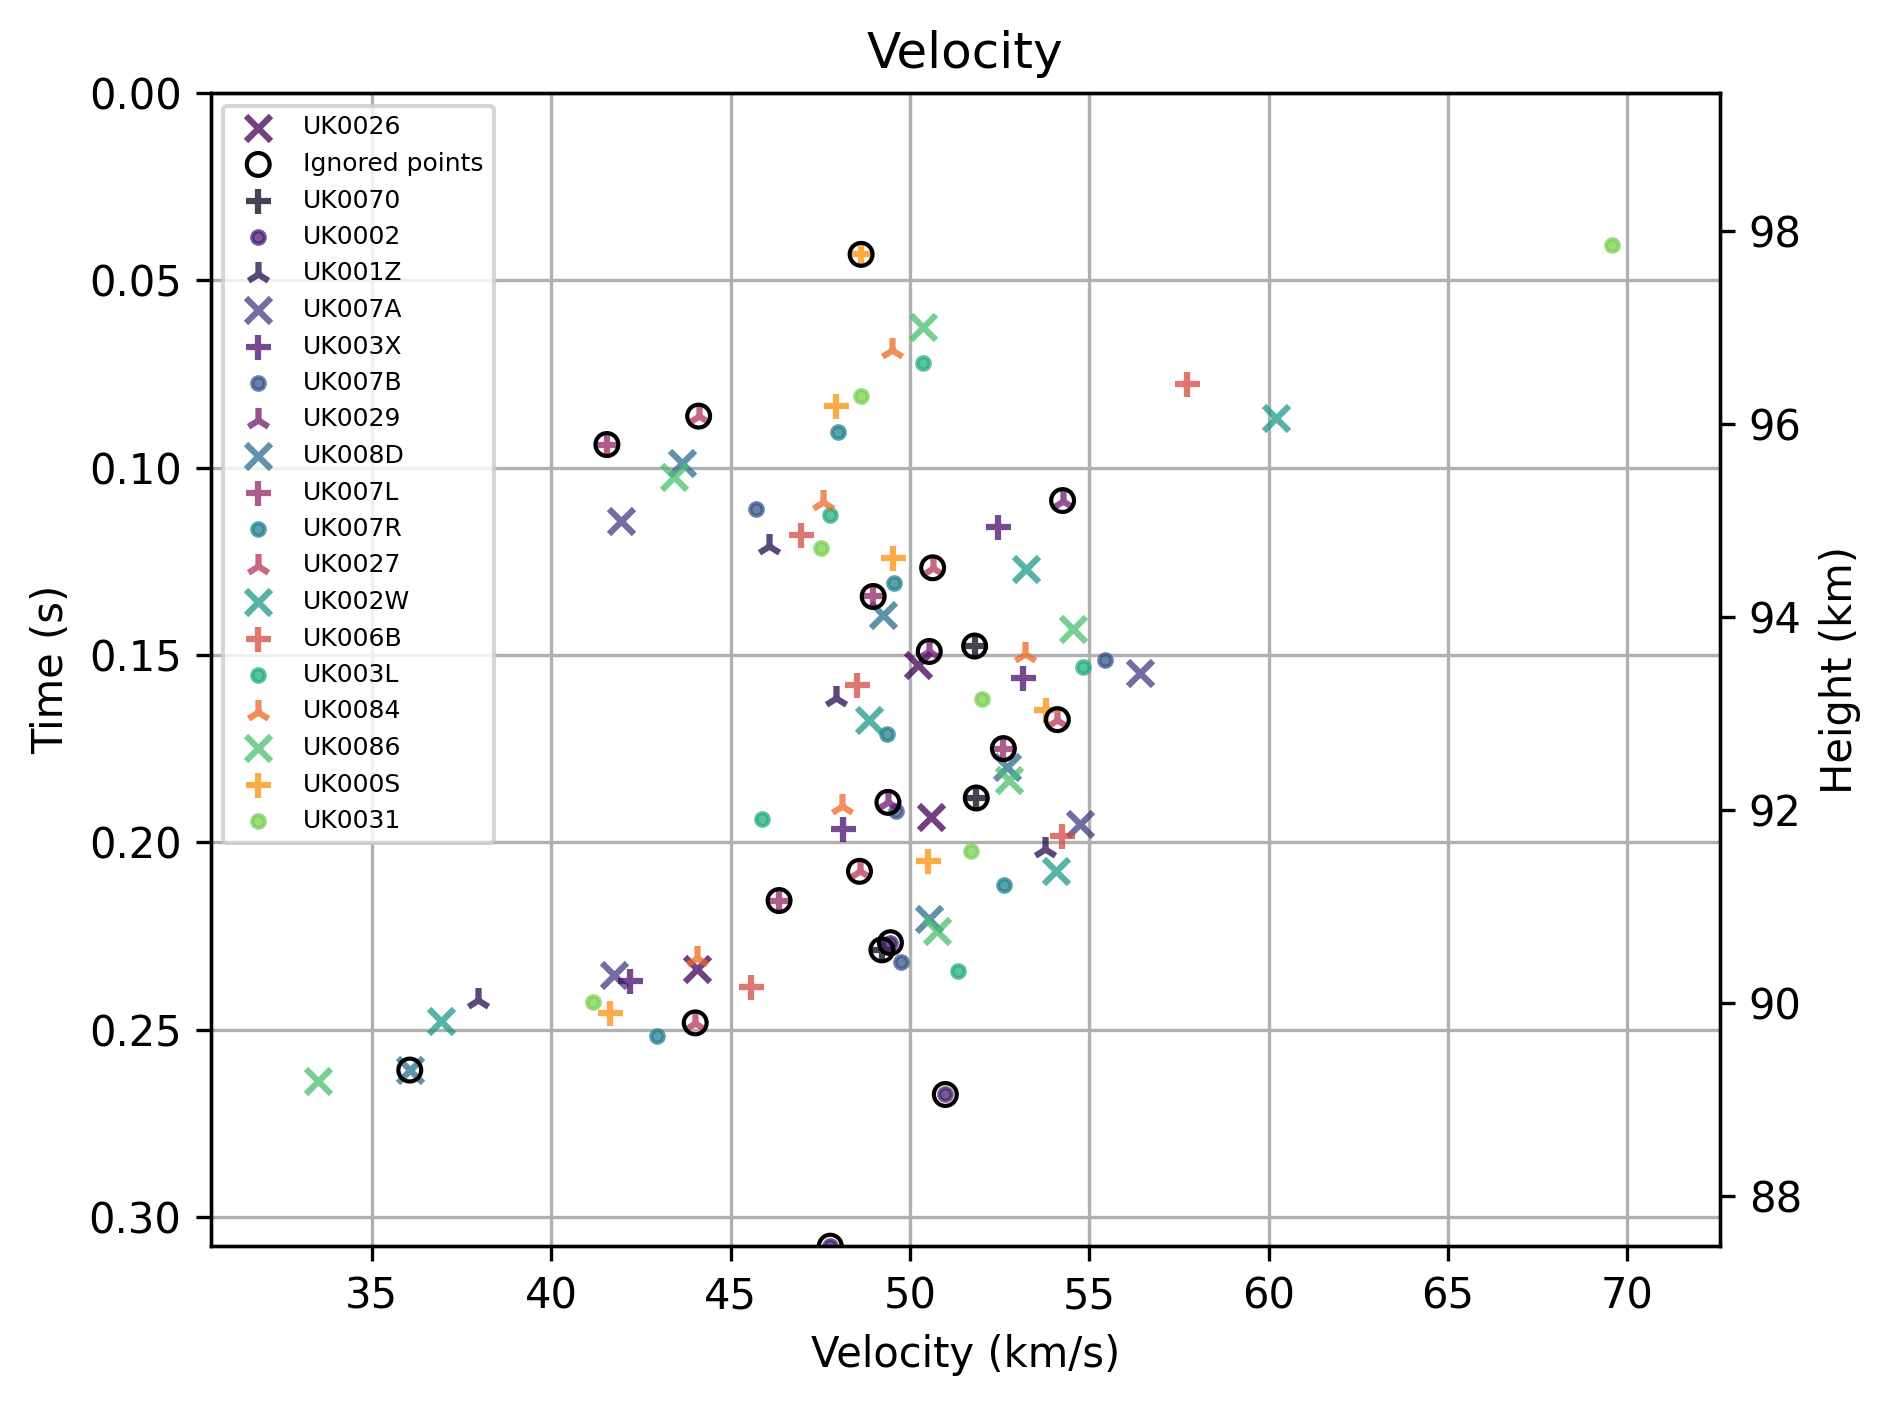 Velocity
0.00
0.05
0.10
0.15
0.20
0.25
0.30
Time (s)
UK0026
Ignored points
UK0070
UK0002
UK001Z
UK007A
UK003X
UK007B
UK0029
UK008D
UK007L
UK007R
UK0027
UK002W
UK006B
UK003L
UK0084
UK0086
UK000S
UK0031
98
96
94
92
90
88
Height (km)
35 40 45 50 55 60 65 70
Velocity (km/s)